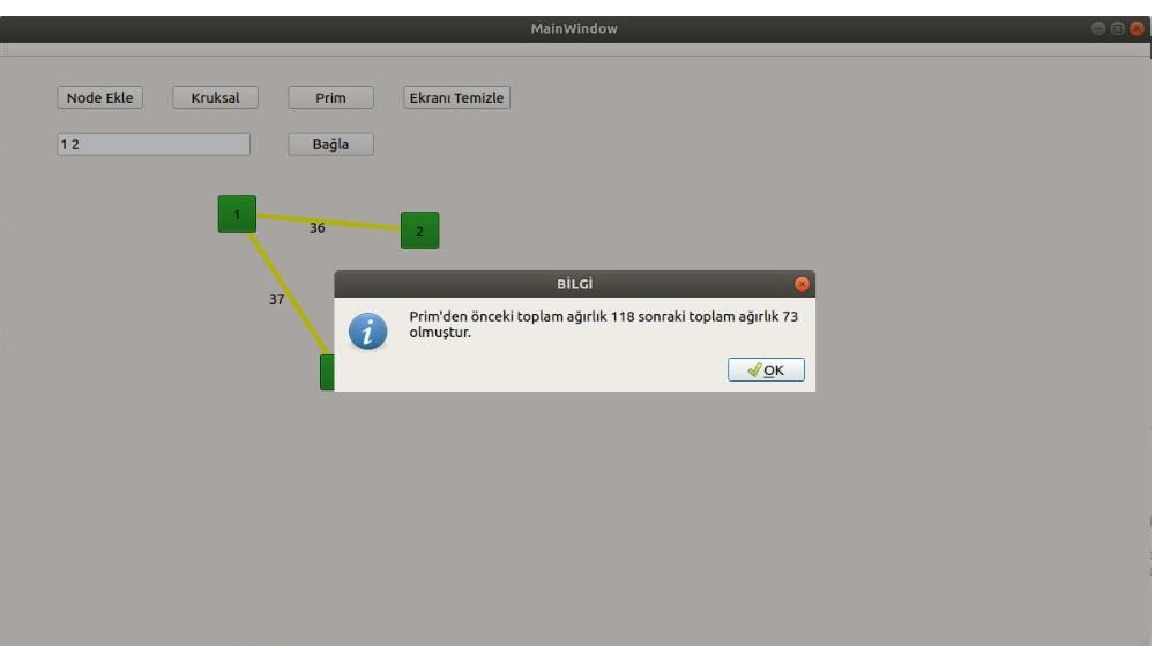 MainWindow
Node Ekle Kruksal Prim Ekranı Temizle
1 2 Bağla
1
36
2
BİLGİ
37
Prim'den önceki toplam ağırlık 118 sonraki toplam ağırlık 73
olmuştur.
OK